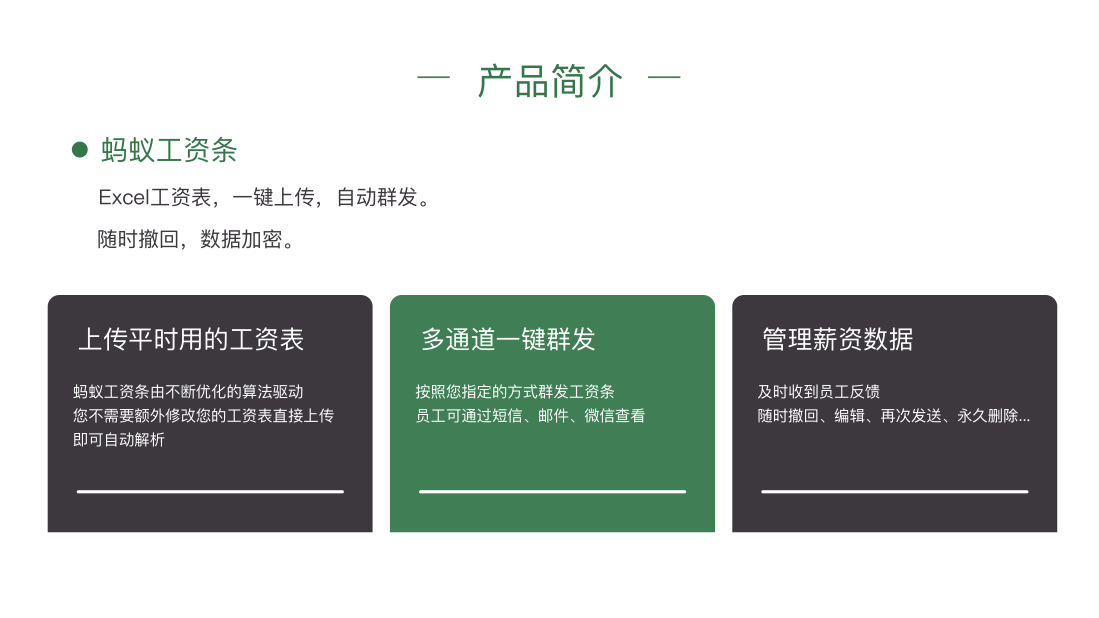 — 产品简介 —
蚂蚁工资条
Excel工资表，一键上传，自动群发。
随时撤回，数据加密。
上传平时用的工资表
蚂蚁工资条由不断优化的算法驱动
您不需要额外修改您的工资表直接上传
即可自动解析
多通道一键群发
按照您指定的方式群发工资条
员工可通过短信、邮件、微信查看
管理薪资数据
及时收到员工反馈
随时撤回、编辑、再次发送、永久删除...